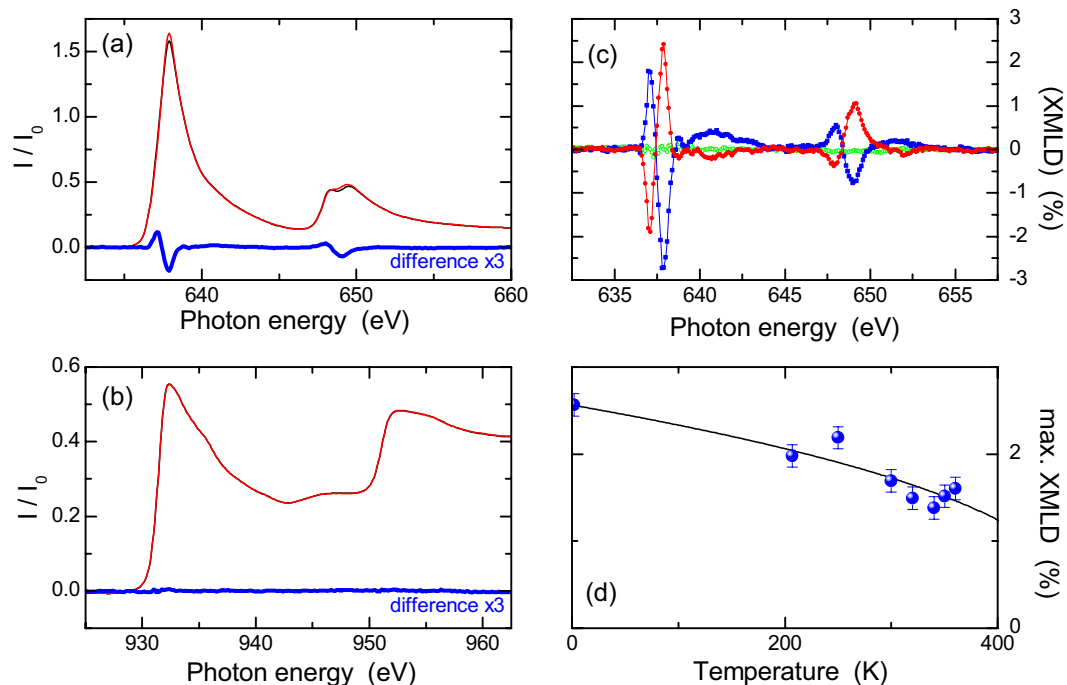 (a)
1.5
1.0
0.5
0.0
I / I0
difference x3
640
650
660
Photon energy (eV)
(c)
3
2
1
0
-1
-2
-3
(XMLD) (%)
635
640
645
650
655
Photon energy (eV)
(b)
0.6
0.4
0.2
0.0
I / I0
difference x3
930
940
950
960
Photon energy (eV)
(d)
2
0
max. XMLD (%)
0
200
400
Temperature (K)